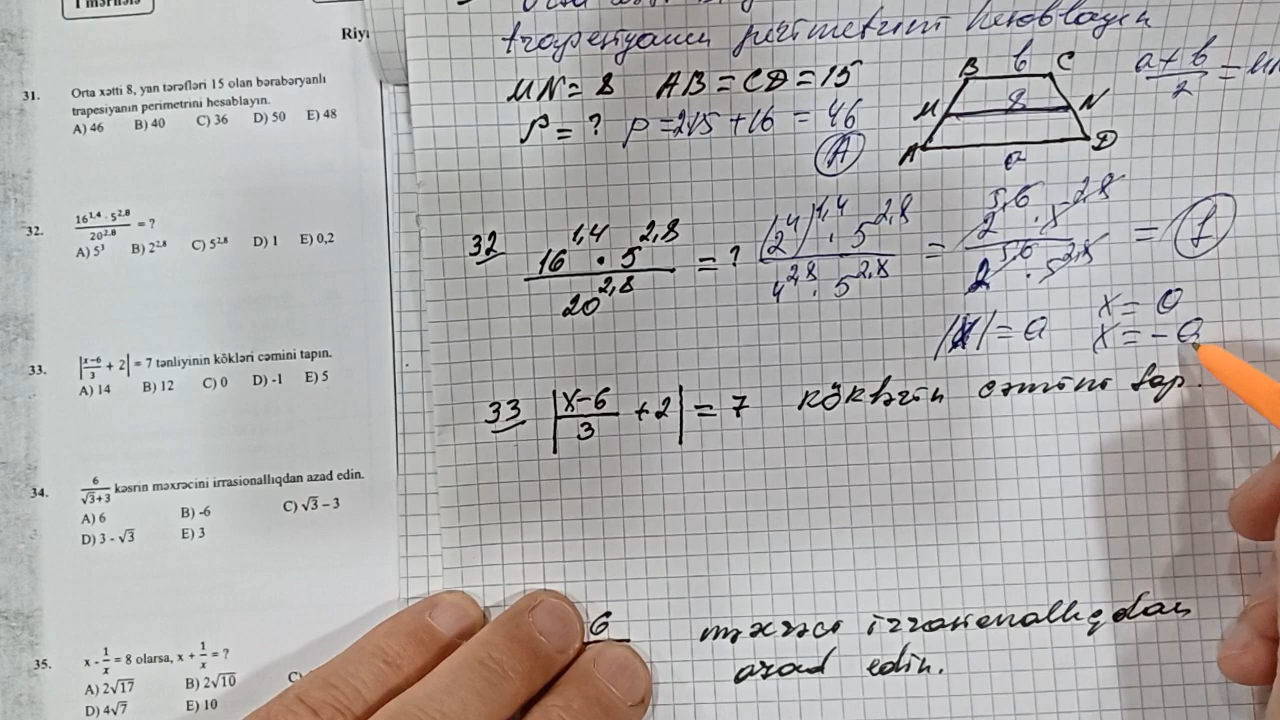 Riyа
31. Orta xətti 8, yan tərəfləri 15 olan bərabəryanlı
trapesiyanın perimetrini hesablayın.
A) 46 B) 40 C) 36 D) 50 E) 48
32. 16^{1,4} · 5^{2,8} / 20^{2,8} = ?
A) 5³ B) 2^{2,8} C) 5^{2,8} D) 1 E) 0,2
33. |x-6/3 + 2| = 7 tənliyinin kökləri cəmini tapın.
A) 14 B) 12 C) 0 D) -1 E) 5
34. 6/√3+3 kəsrin məxrəcini irrasionallıqdan azad edin.
A) 6 B) -6 C) √3 – 3
D) 3 - √3 E) 3
35. x - 1/x = 8 olarsa, x + 1/x = ?
A) 2√17 B) 2√10
D) 4√7 E) 10
trapesiyanın perimetrini hesablayın
MN = 8 AB = CD = 15
P = ? P = 2·15 + 16 = 46
A
B b C
M 8 N
A a D
a + b / 2 =
32 16^{1,4} · 5^{2,8} / 20^{2,8} = ? (2^4)^{1,4} · 5^{2,8} / 4^{2,8} · 5^{2,8} = 2^{5,6} · 5^{2,8} / 2^{5,6} · 5^{2,8} = 1
|x| = a x = a
x = -a
33 |x-6/3 + 2| = 7 köklərin cəmini tap.
6 məxrəci irrasionallıqdan
azad edin.